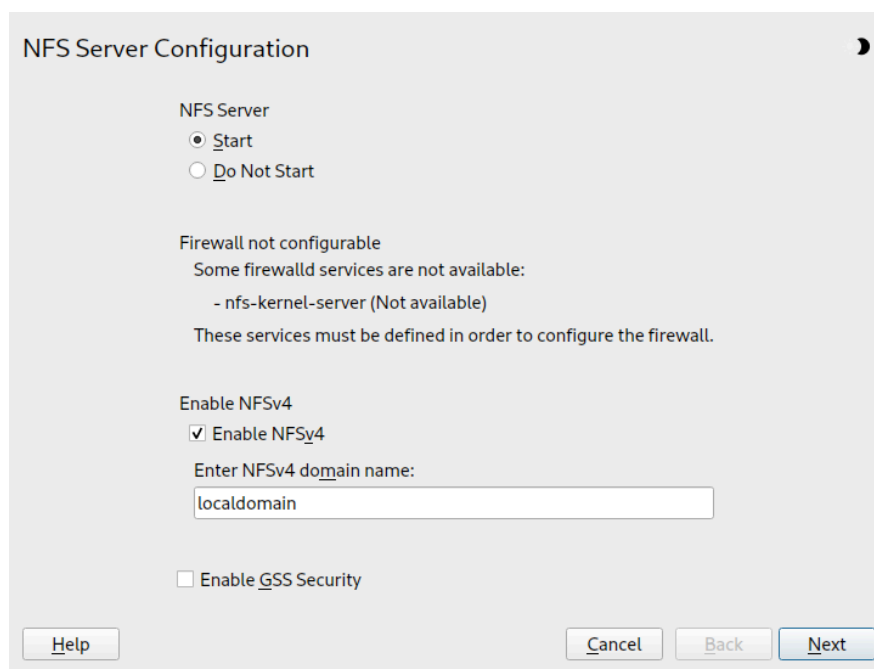 NFS Server Configuration
NFS Server
Start
Do Not Start
Firewall not configurable
Some firewalld services are not available:
- nfs-kernel-server (Not available)
These services must be defined in order to configure the firewall.
Enable NFSv4
Enable NFSv4
Enter NFSv4 domain name:
localdomain
Enable GSS Security
Help Cancel Back Next